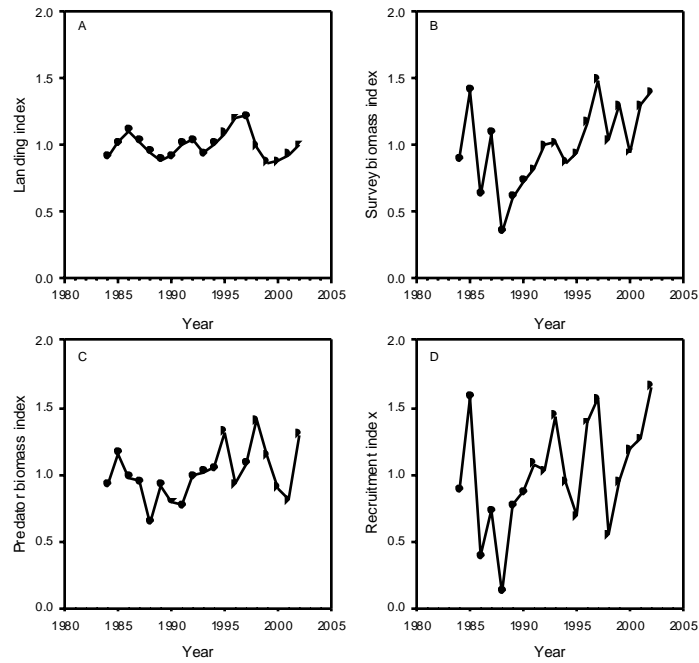 A
2.0
1.5
1.0
0.5
0.0
Landing index
1980 1985 1990 1995 2000 2005
Year
B
2.0
1.5
1.0
0.5
0.0
Survey biomass index
1980 1985 1990 1995 2000 2005
Year
C
2.0
1.5
1.0
0.5
0.0
Predator biomass index
1980 1985 1990 1995 2000 2005
Year
D
2.0
1.5
1.0
0.5
0.0
Recruitment index
1980 1985 1990 1995 2000 2005
Year